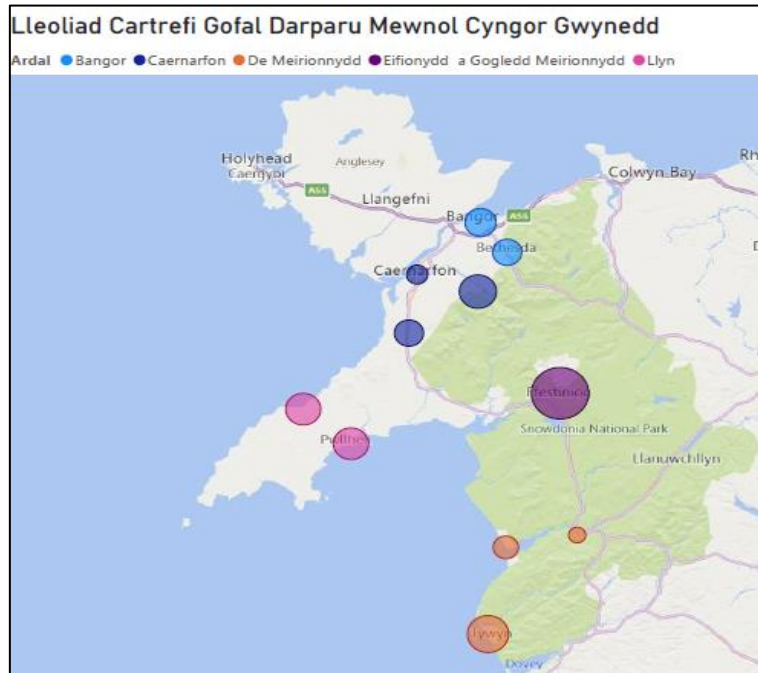 Lleoliad Cartrefi Gofal Darparu Mewnol Cyngor Gwynedd
Ardal Bangor Caernarfon De Meirionnydd Eifionydd a Gogledd Meirionnydd Llyn
Rh
Holyhead
Caergybi
Anglesey
Colwyn Bay
A55
Llangefni
Bangor
A55
Bethesda
D
Caernarfon
Ffestiniog
Snowdonia National Park
Pwllheli
Llanuwchllyn
Tywyn
Dovey